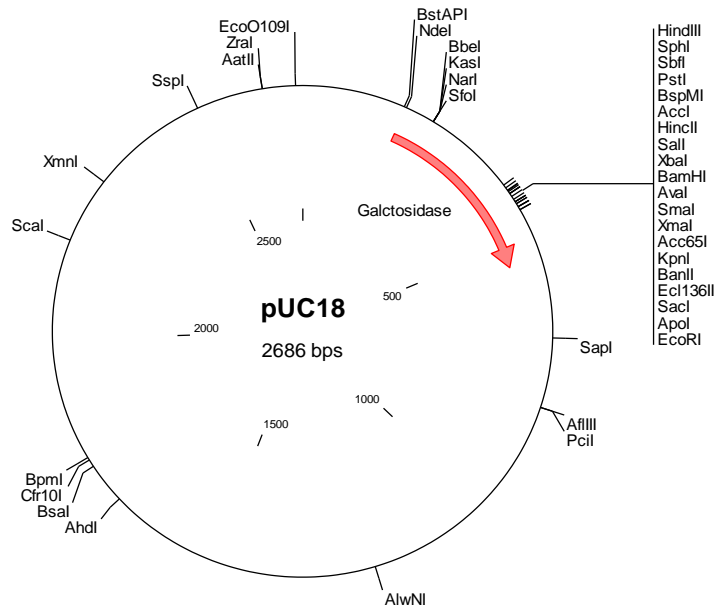 EcoO109I
ZraI
AatII
SspI
XmnI
ScaI
BstAPI
NdeI
BbeI
KasI
NarI
SfoI
HindIII
SphI
SbfI
PstI
BspMI
AccI
HincII
SalI
XbaI
BamHI
AvaI
SmaI
XmaI
Acc65I
KpnI
BanII
Ecl136II
SacI
ApoI
EcoRI
Galctosidase
2500
500
pUC18
2686 bps
2000
1000
1500
SapI
AflIII
PciI
BpmI
Cfr10I
BsaI
AhdI
AlwNI